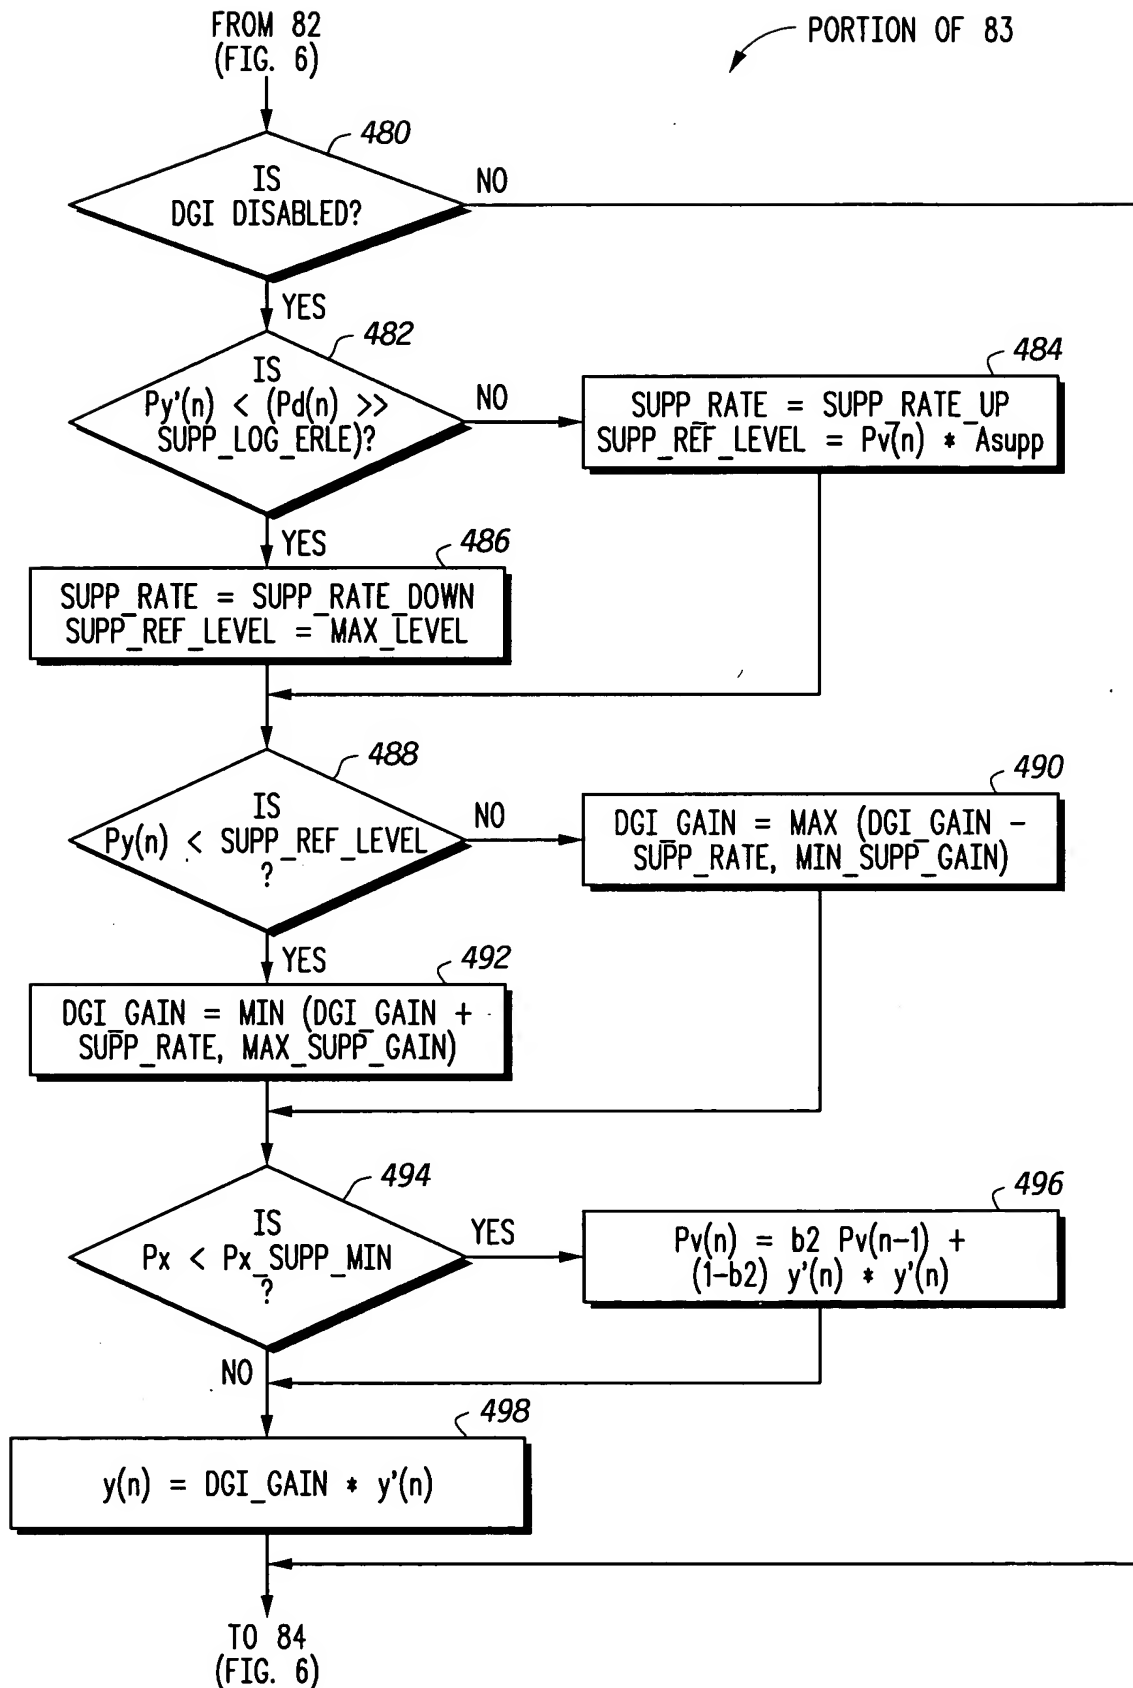 FROM 82
(FIG. 6)
PORTION OF 83
480
IS
DGI DISABLED?
NO
YES
482
IS
Py'(n) < (Pd(n) >>
SUPP_LOG_ERLE)?
NO
484
SUPP_RATE = SUPP_RATE_UP
SUPP_REF_LEVEL = Pv(n) * Asupp
YES
486
SUPP_RATE = SUPP_RATE_DOWN
SUPP_REF_LEVEL = MAX_LEVEL
488
IS
Py(n) < SUPP_REF_LEVEL
?
NO
490
DGI_GAIN = MAX (DGI_GAIN -
SUPP_RATE, MIN_SUPP_GAIN)
YES
492
DGI_GAIN = MIN (DGI_GAIN +
SUPP_RATE, MAX_SUPP_GAIN)
494
IS
Px < Px_SUPP_MIN
?
YES
496
Pv(n) = b2 Pv(n-1) +
(1-b2) y'(n) * y'(n)
NO
498
y(n) = DGI_GAIN * y'(n)
TO 84
(FIG. 6)